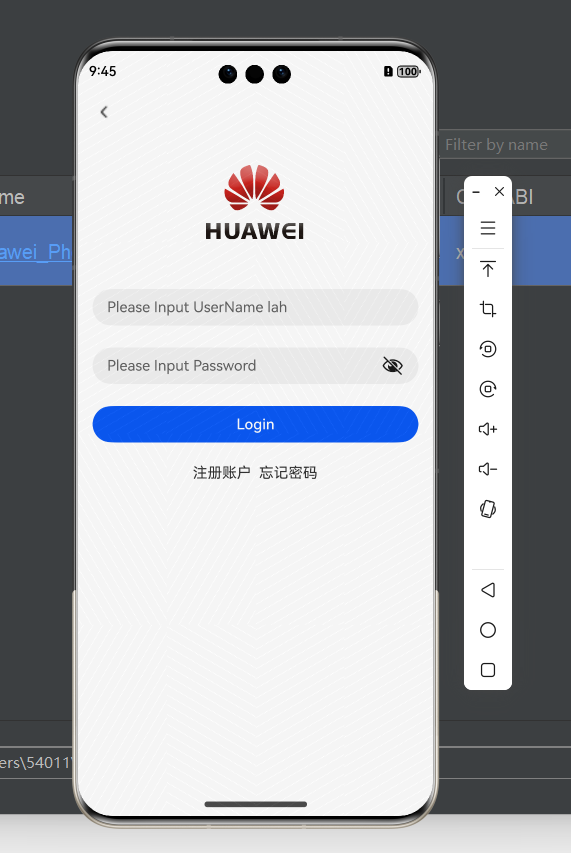 9:45
100
Filter by name
me
C
ABI
awei_Ph
x
HUAWEI
Please Input UserName lah
Please Input Password
Login
注册账户 忘记密码
ers\54011\